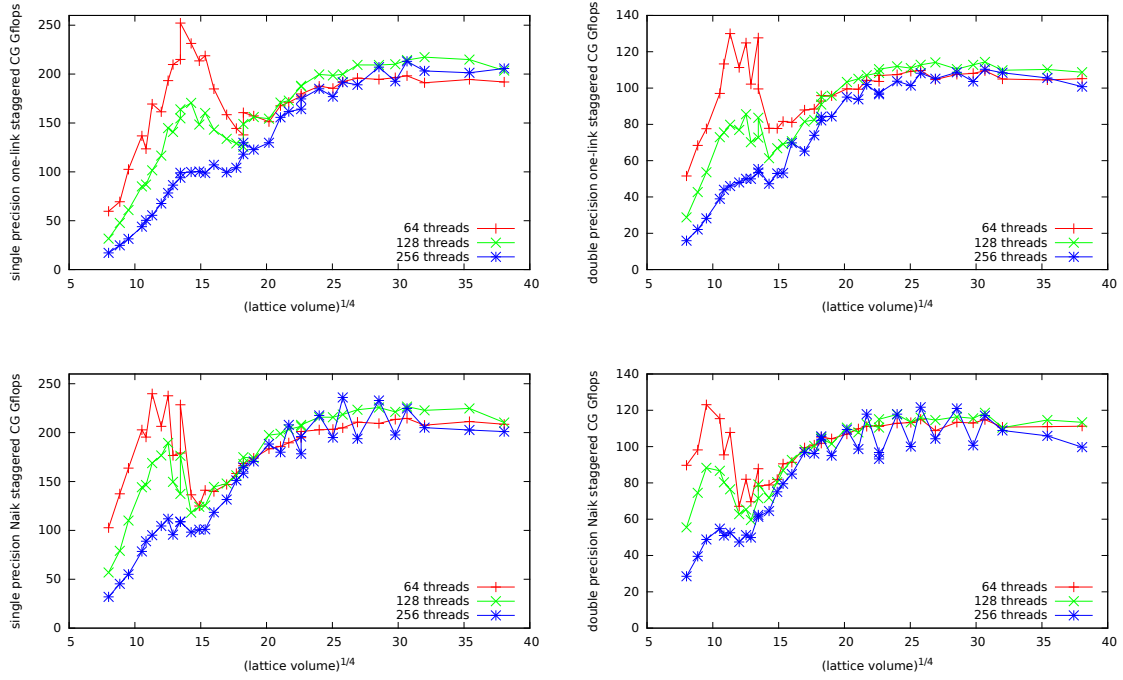 single precision one-link staggered CG Gflops
250
200
150
100
50
0
5 10 15 20 25 30 35 40
(lattice volume)1/4
64 threads
128 threads
256 threads
double precision one-link staggered CG Gflops
140
120
100
80
60
40
20
0
5 10 15 20 25 30 35 40
(lattice volume)1/4
64 threads
128 threads
256 threads
single precision Naik staggered CG Gflops
250
200
150
100
50
0
5 10 15 20 25 30 35 40
(lattice volume)1/4
64 threads
128 threads
256 threads
double precision Naik staggered CG Gflops
140
120
100
80
60
40
20
0
5 10 15 20 25 30 35 40
(lattice volume)1/4
64 threads
128 threads
256 threads